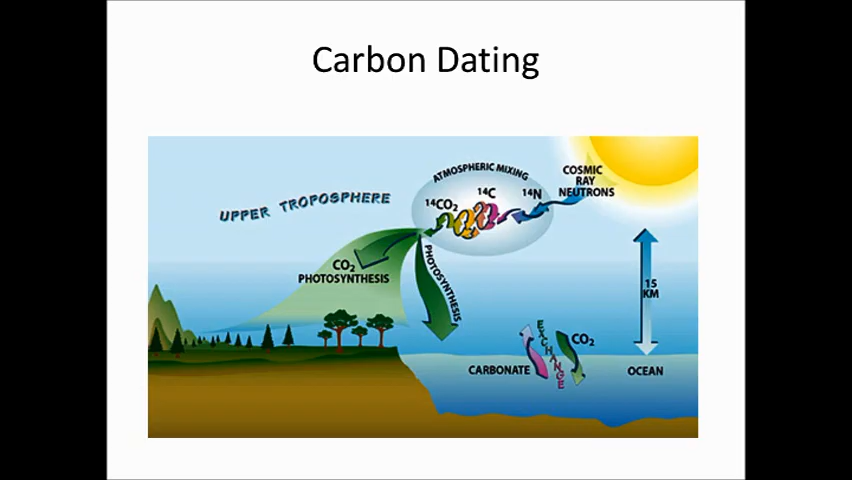 Carbon Dating
ATMOSPHERIC MIXING
COSMIC
RAY
NEUTRONS
UPPER TROPOSPHERE
¹⁴CO₂
¹⁴C
¹⁴N
CO₂
PHOTOSYNTHESIS
PHOTOSYNTHESIS
15
KM
EXCHANGE
CO₂
CARBONATE
OCEAN